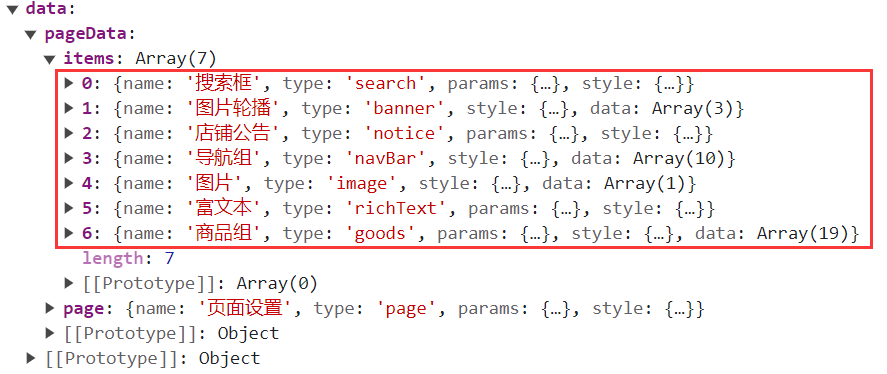 ▼ data:
▼ pageData:
▼ items: Array(7)
▶ 0: {name: '搜索框', type: 'search', params: {…}, style: {…}}
▶ 1: {name: '图片轮播', type: 'banner', style: {…}, data: Array(3)}
▶ 2: {name: '店铺公告', type: 'notice', params: {…}, style: {…}}
▶ 3: {name: '导航组', type: 'navBar', style: {…}, data: Array(10)}
▶ 4: {name: '图片', type: 'image', style: {…}, data: Array(1)}
▶ 5: {name: '富文本', type: 'richText', params: {…}, style: {…}}
▶ 6: {name: '商品组', type: 'goods', params: {…}, style: {…}, data: Array(19)}
length: 7
▶ [[Prototype]]: Array(0)
▶ page: {name: '页面设置', type: 'page', params: {…}, style: {…}}
▶ [[Prototype]]: Object
▶ [[Prototype]]: Object